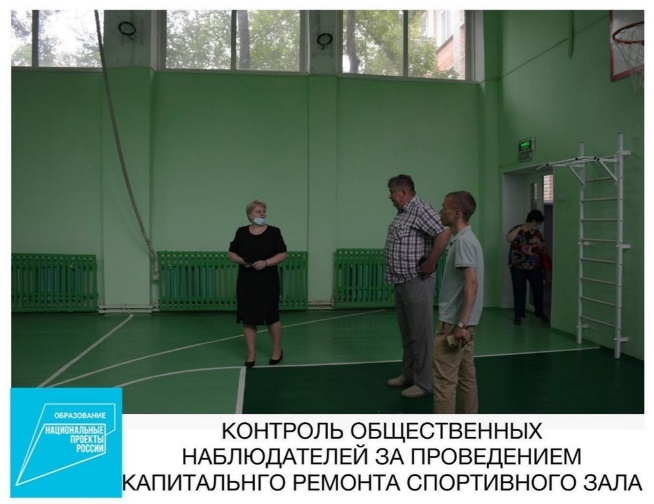 ОБРАЗОВАНИЕ
НАЦИОНАЛЬНЫЕ
ПРОЕКТЫ
РОССИИ
КОНТРОЛЬ ОБЩЕСТВЕННЫХ
НАБЛЮДАТЕЛЕЙ ЗА ПРОВЕДЕНИЕМ
КАПИТАЛЬНГО РЕМОНТА СПОРТИВНОГО ЗАЛА